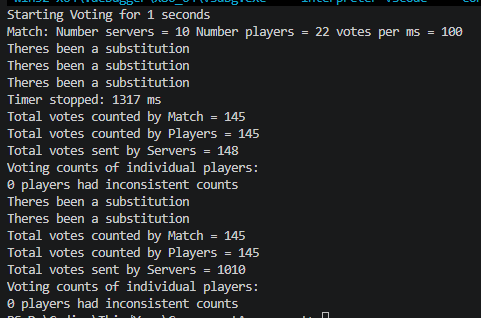 Starting Voting for 1 seconds
Match: Number servers = 10 Number players = 22 votes per ms = 100
Theres been a substitution
Theres been a substitution
Theres been a substitution
Timer stopped: 1317 ms
Total votes counted by Match = 145
Total votes counted by Players = 145
Total votes sent by Servers = 148
Voting counts of individual players:
0 players had inconsistent counts
Theres been a substitution
Theres been a substitution
Total votes counted by Match = 145
Total votes counted by Players = 145
Total votes sent by Servers = 1010
Voting counts of individual players:
0 players had inconsistent counts